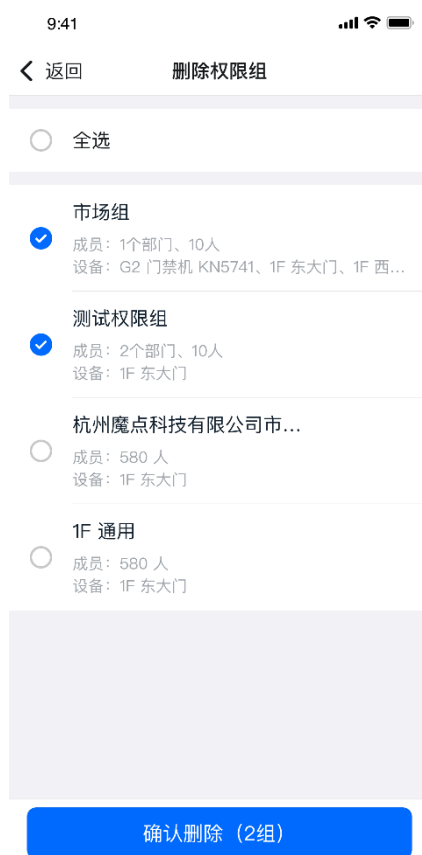 9:41
返回
删除权限组
全选
市场组
成员：1个部门、10人
设备：G2 门禁机 KN5741、1F 东大门、1F 西...
测试权限组
成员：2个部门、10人
设备：1F 东大门
杭州魔点科技有限公司市...
成员：580 人
设备：1F 东大门
1F 通用
成员：580 人
设备：1F 东大门
确认删除（2组）